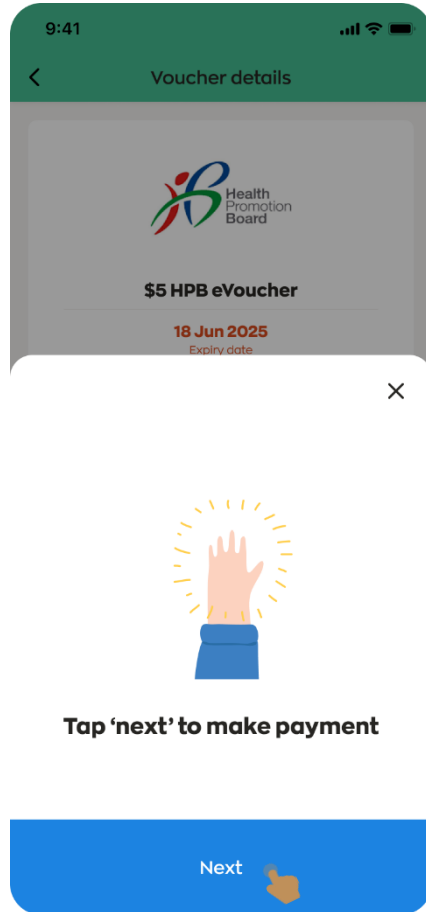 9:41
Voucher details
Health
Promotion
Board
$5 HPB eVoucher
18 Jun 2025
Expiry date
Tap ‘next’ to make payment
Next